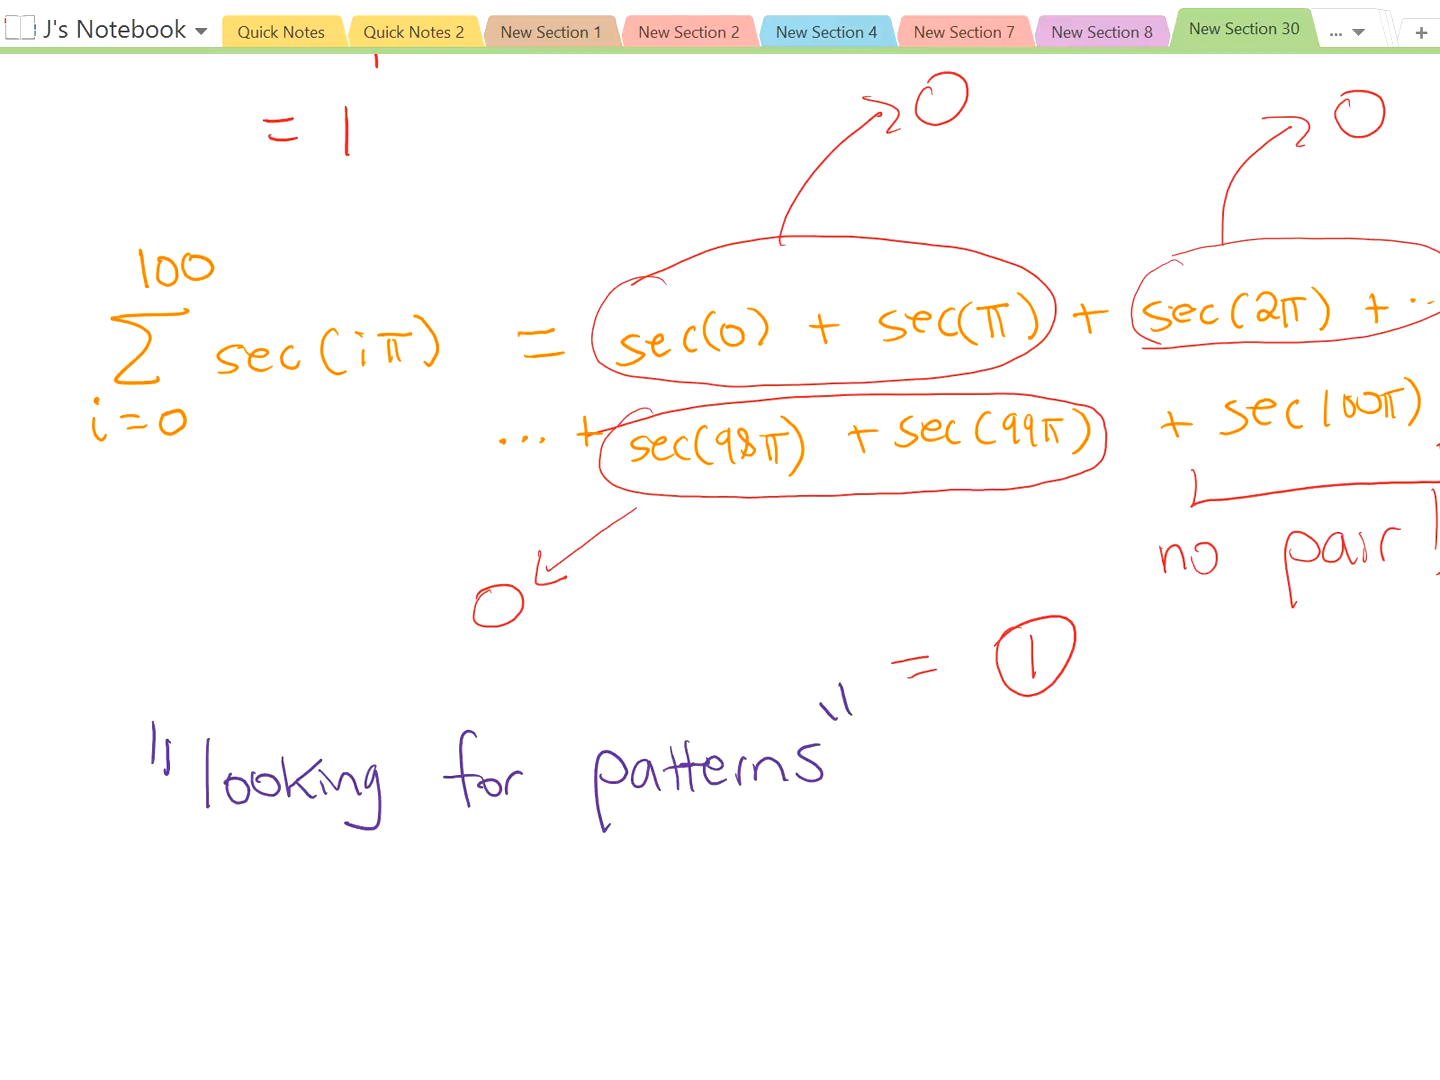 J's Notebook Quick Notes Quick Notes 2 New Section 1 New Section 2 New Section 4 New Section 7 New Section 8 New Section 30 ... +
= 1
0 0
100
∑ sec(iπ) = sec(0) + sec(π) + sec(2π) + ...
i=0
... + sec(98π) + sec(99π) + sec(100π)
no pair!
0
= 1
"looking for patterns"